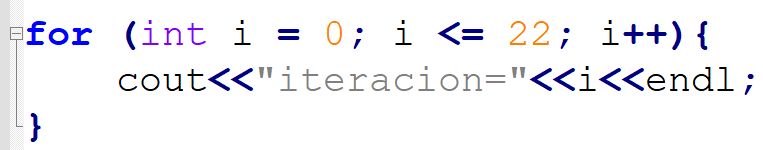 for (int i = 0; i <= 22; i++){
    cout<<"iteracion="<<i<<endl;
}